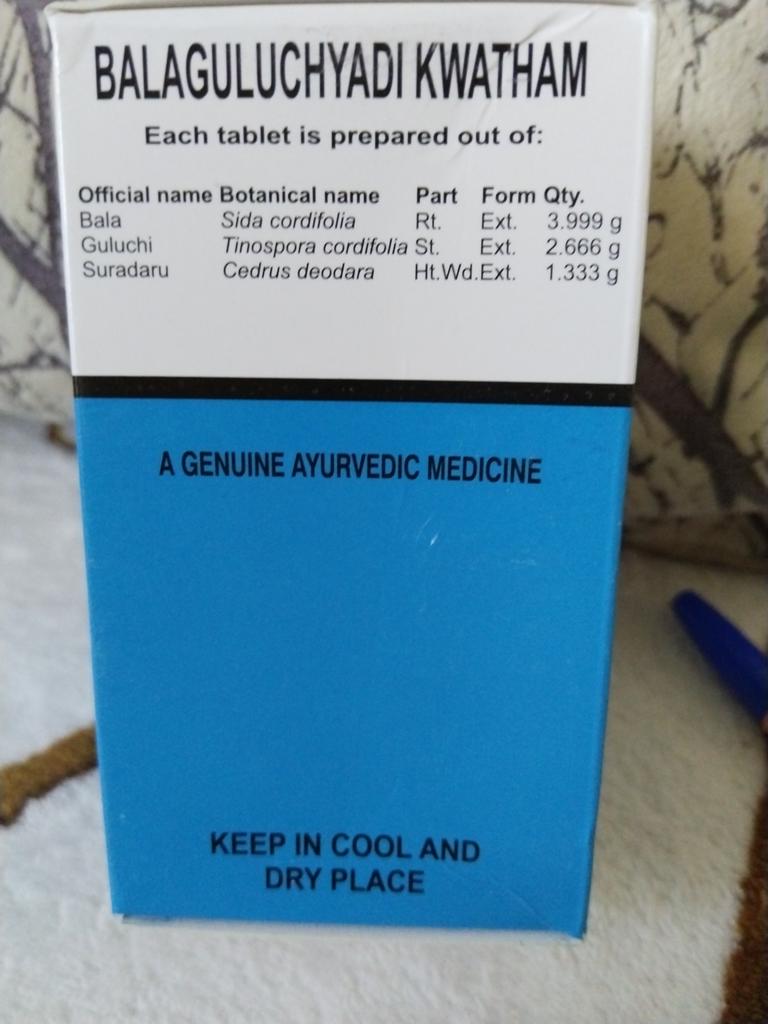 BALAGULUCHYADI KWATHAM
Each tablet is prepared out of:
Official name Botanical name Part Form Qty.
Bala Sida cordifolia Rt. Ext. 3.999 g
Guluchi Tinospora cordifolia St. Ext. 2.666 g
Suradaru Cedrus deodara Ht.Wd.Ext. 1.333 g
A GENUINE AYURVEDIC MEDICINE
KEEP IN COOL AND
DRY PLACE